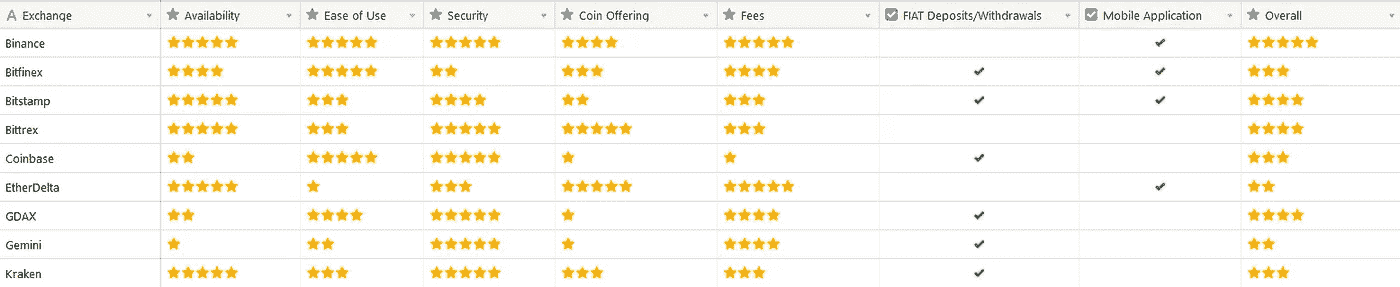 A Exchange Availability Ease of Use Security Coin Offering Fees FIAT Deposits/Withdrawals Mobile Application Overall
Binance
Bitfinex
Bitstamp
Bittrex
Coinbase
EtherDelta
GDAX
Gemini
Kraken